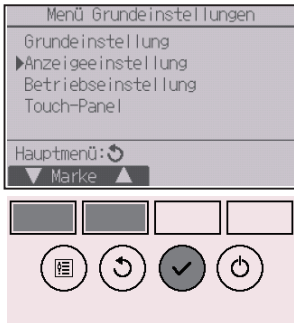 Menü Grundeinstellungen
Grundeinstellung
▶Anzeigeeinstellung
Betriebseinstellung
Touch-Panel
Hauptmenü:↺
▼ Marke ▲